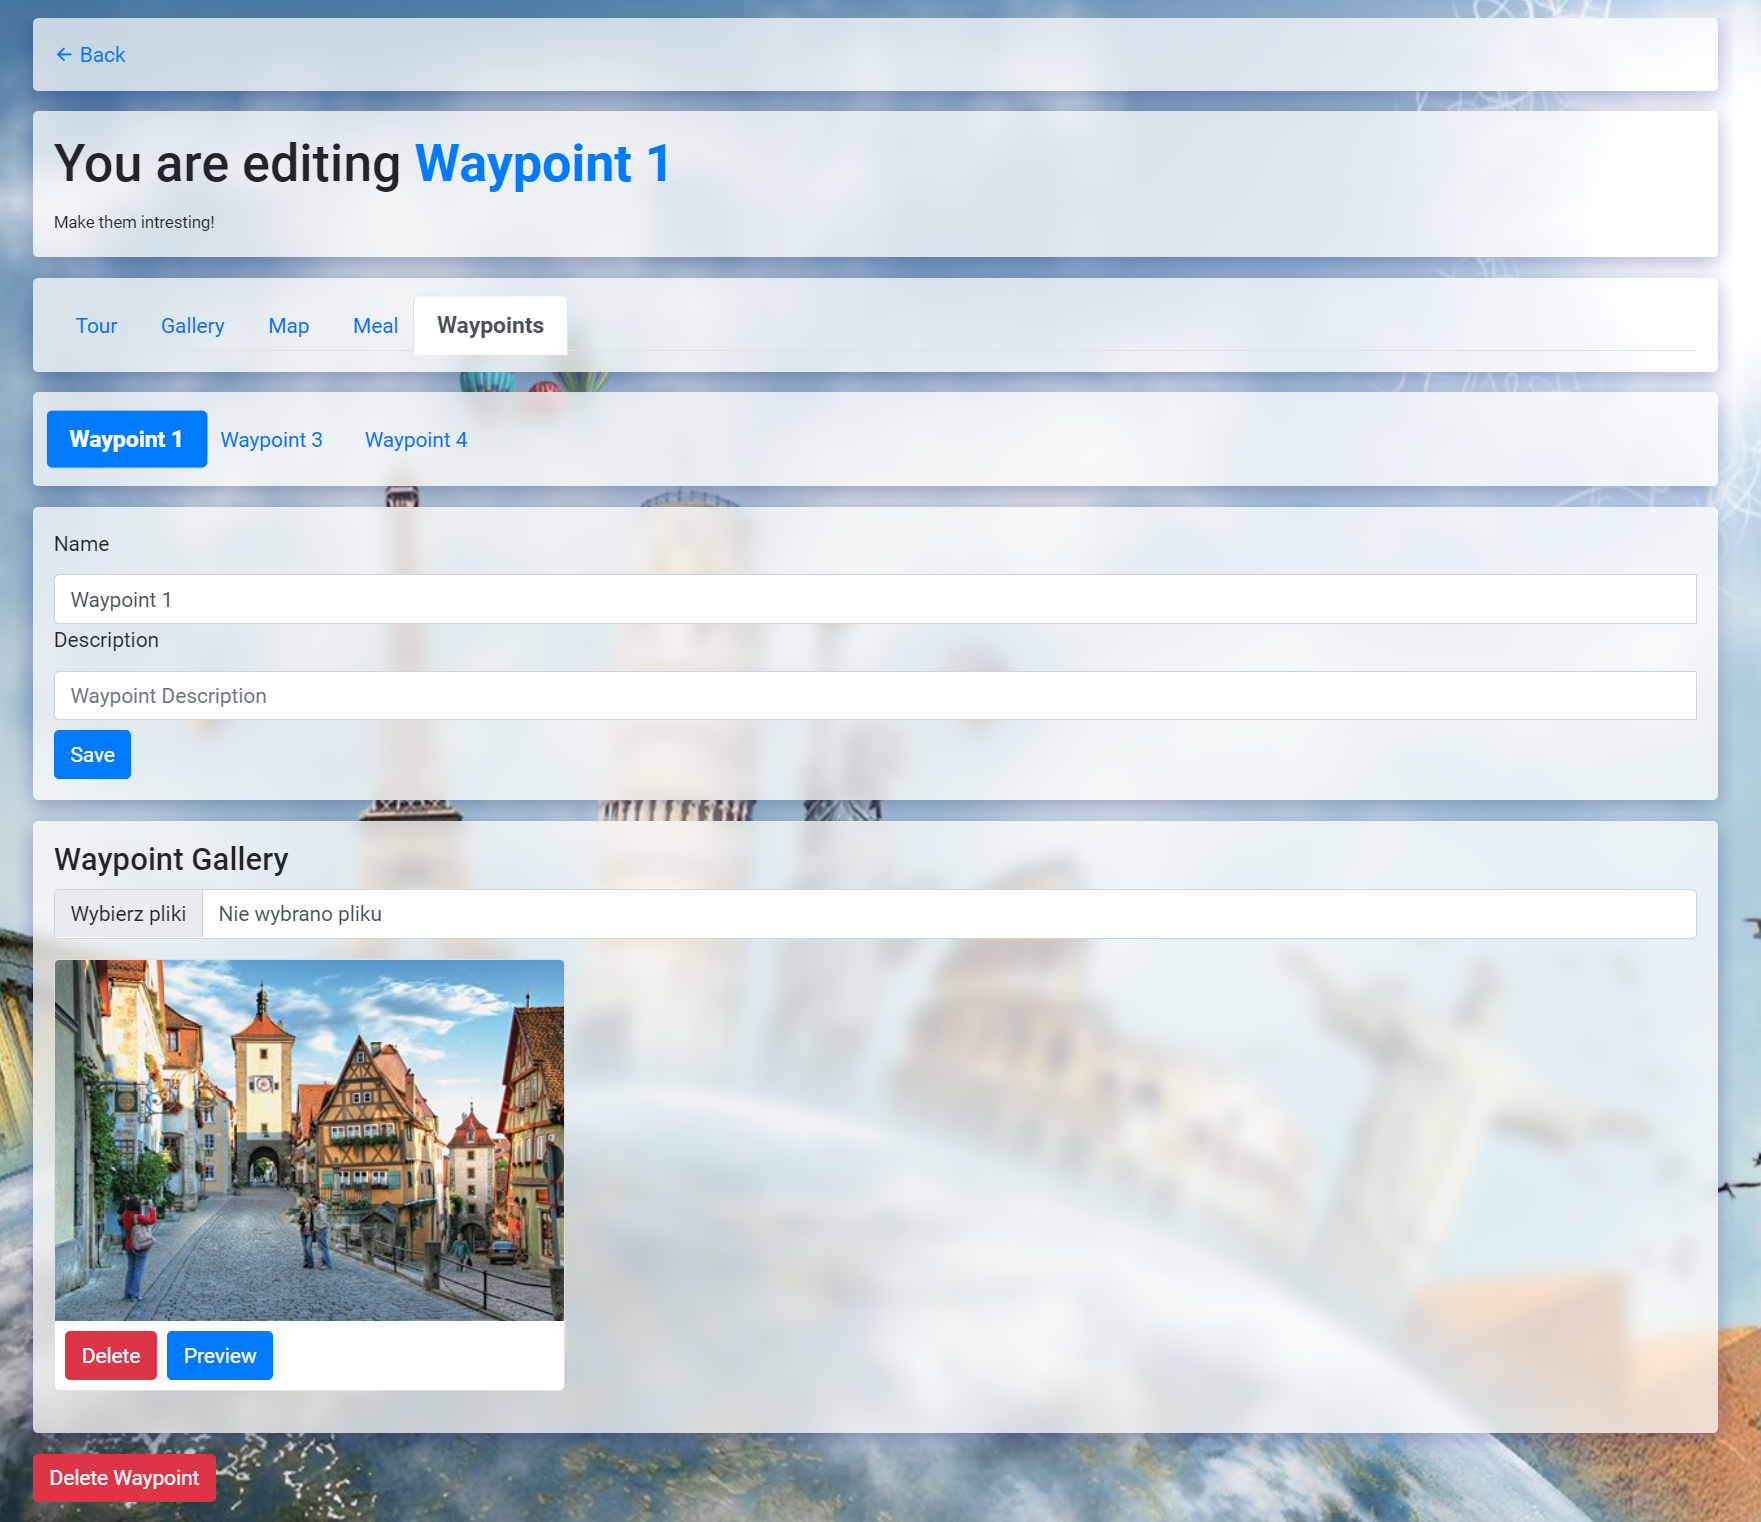 ← Back
You are editing Waypoint 1
Make them intresting!
Tour Gallery Map Meal Waypoints
Waypoint 1 Waypoint 3 Waypoint 4
Name
Waypoint 1
Description
Waypoint Description
Save
Waypoint Gallery
Wybierz pliki Nie wybrano pliku
Delete Preview
Delete Waypoint